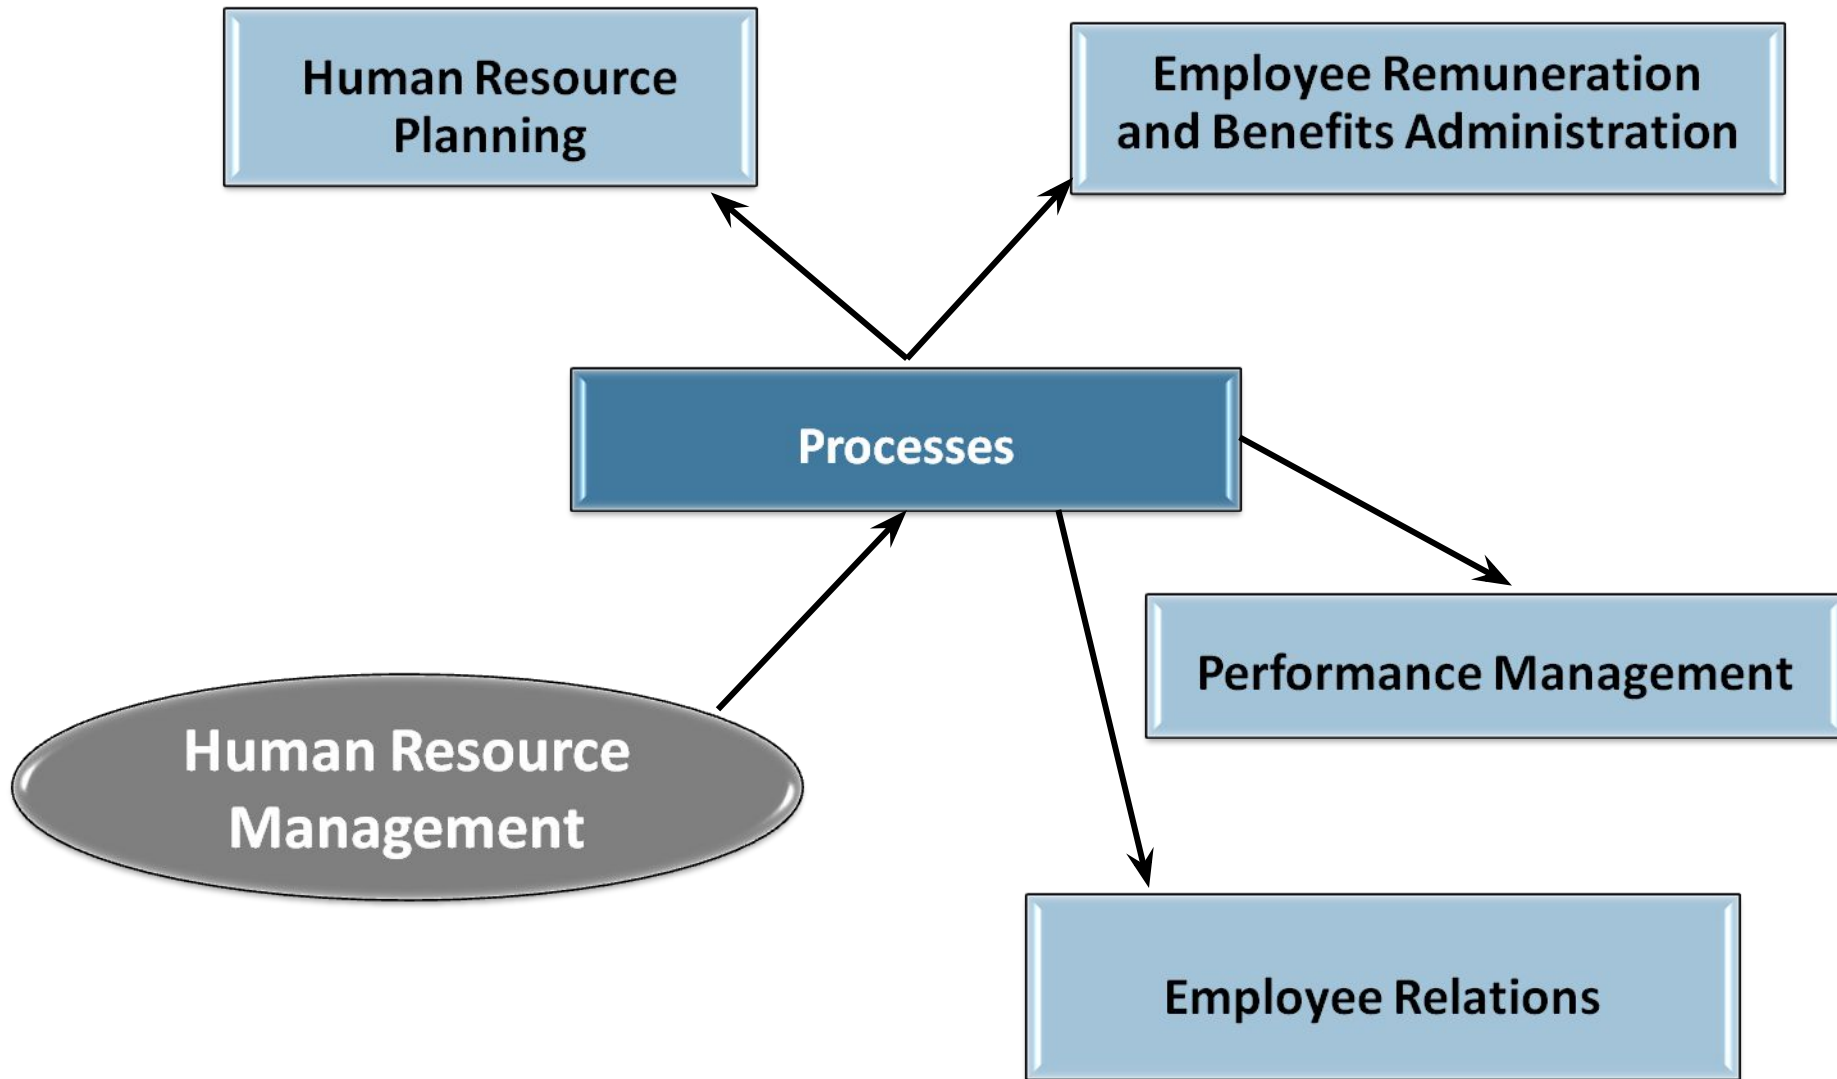 Human Resource
Planning
Employee Remuneration
and Benefits Administration
Processes
Performance Management
Human Resource
Management
Employee Relations